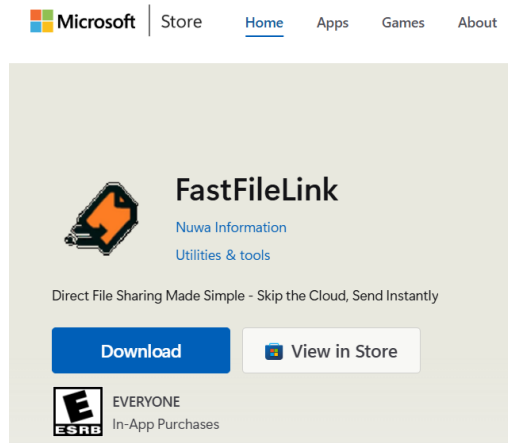 Microsoft Store Home Apps Games About
FastFileLink
Nuwa Information
Utilities & tools
Direct File Sharing Made Simple - Skip the Cloud, Send Instantly
Download View in Store
E EVERYONE
ESRB In-App Purchases